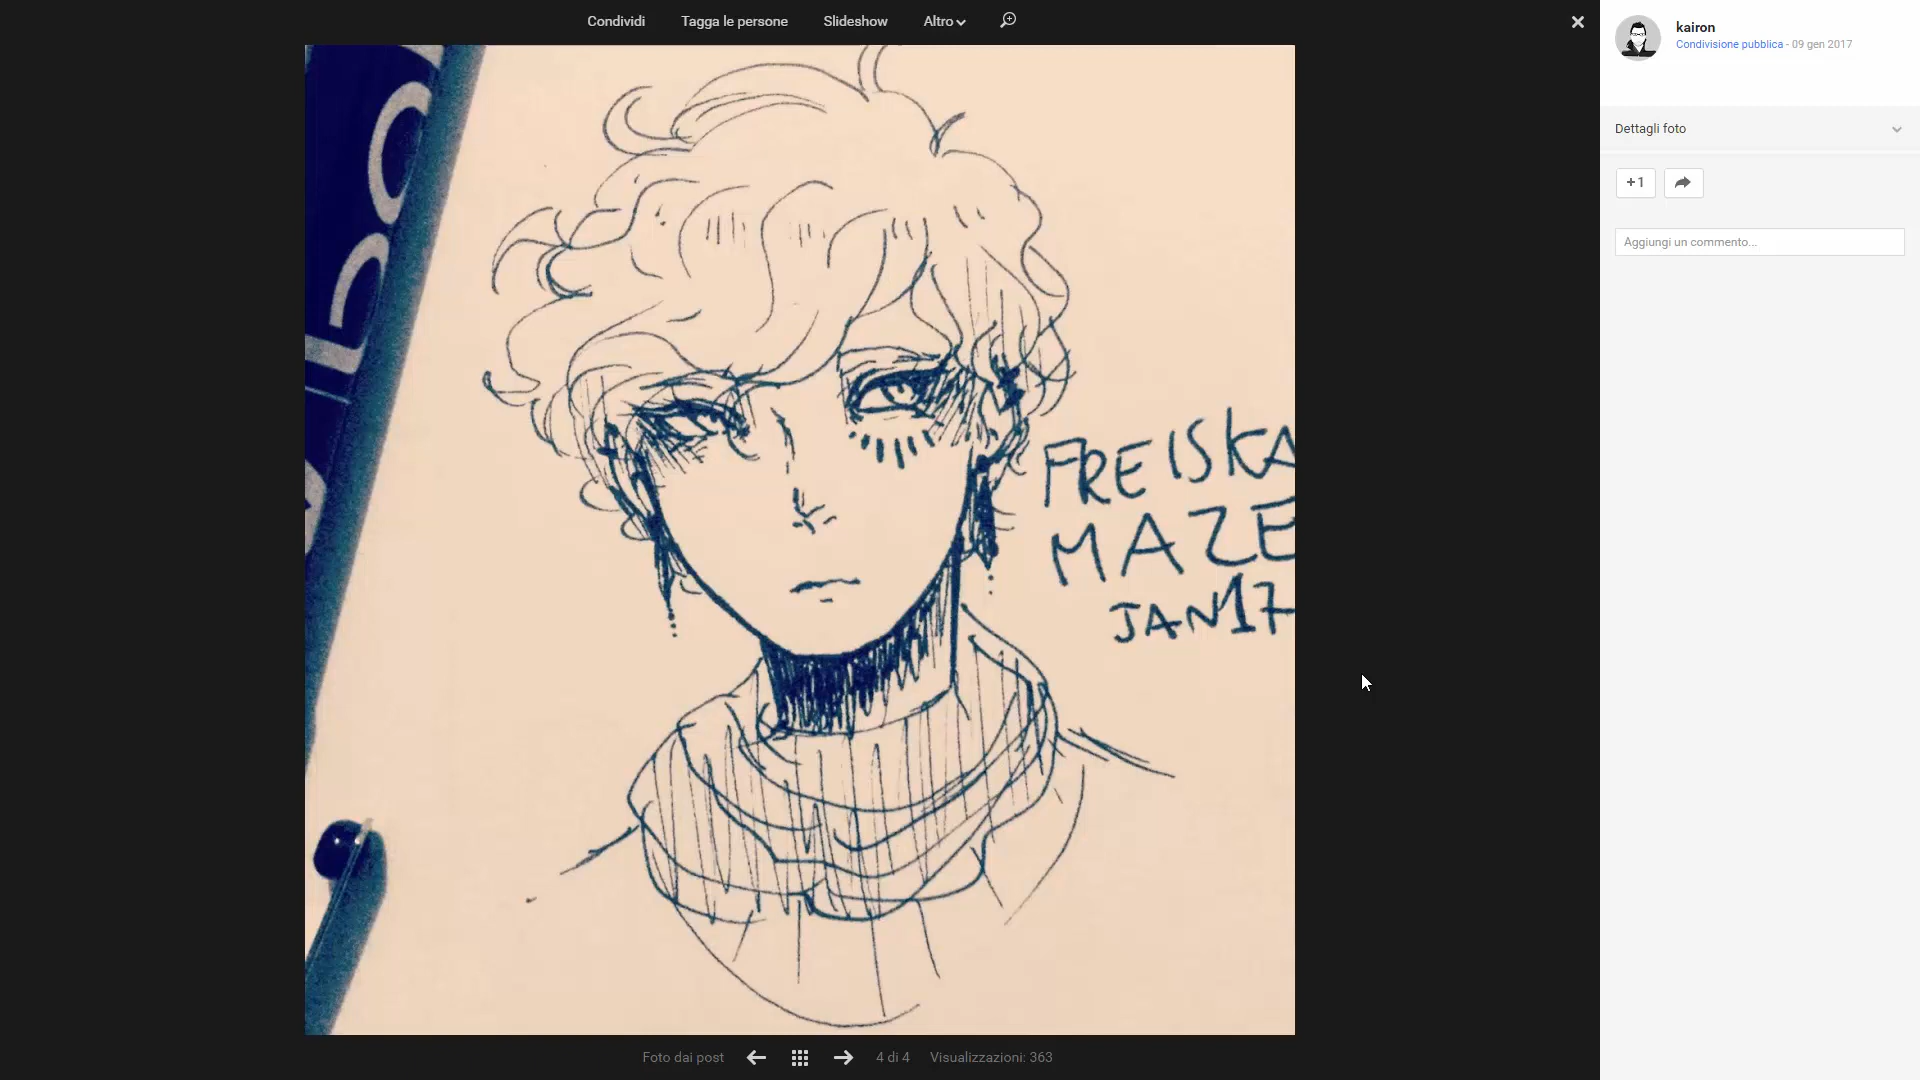 Condividi Tagga le persone Slideshow Altro
kairon
Condivisione pubblica - 09 gen 2017
Dettagli foto
+1
Aggiungi un commento...
FREISKA
MAZE
JAN17
Foto dai post 4 di 4 Visualizzazioni: 363